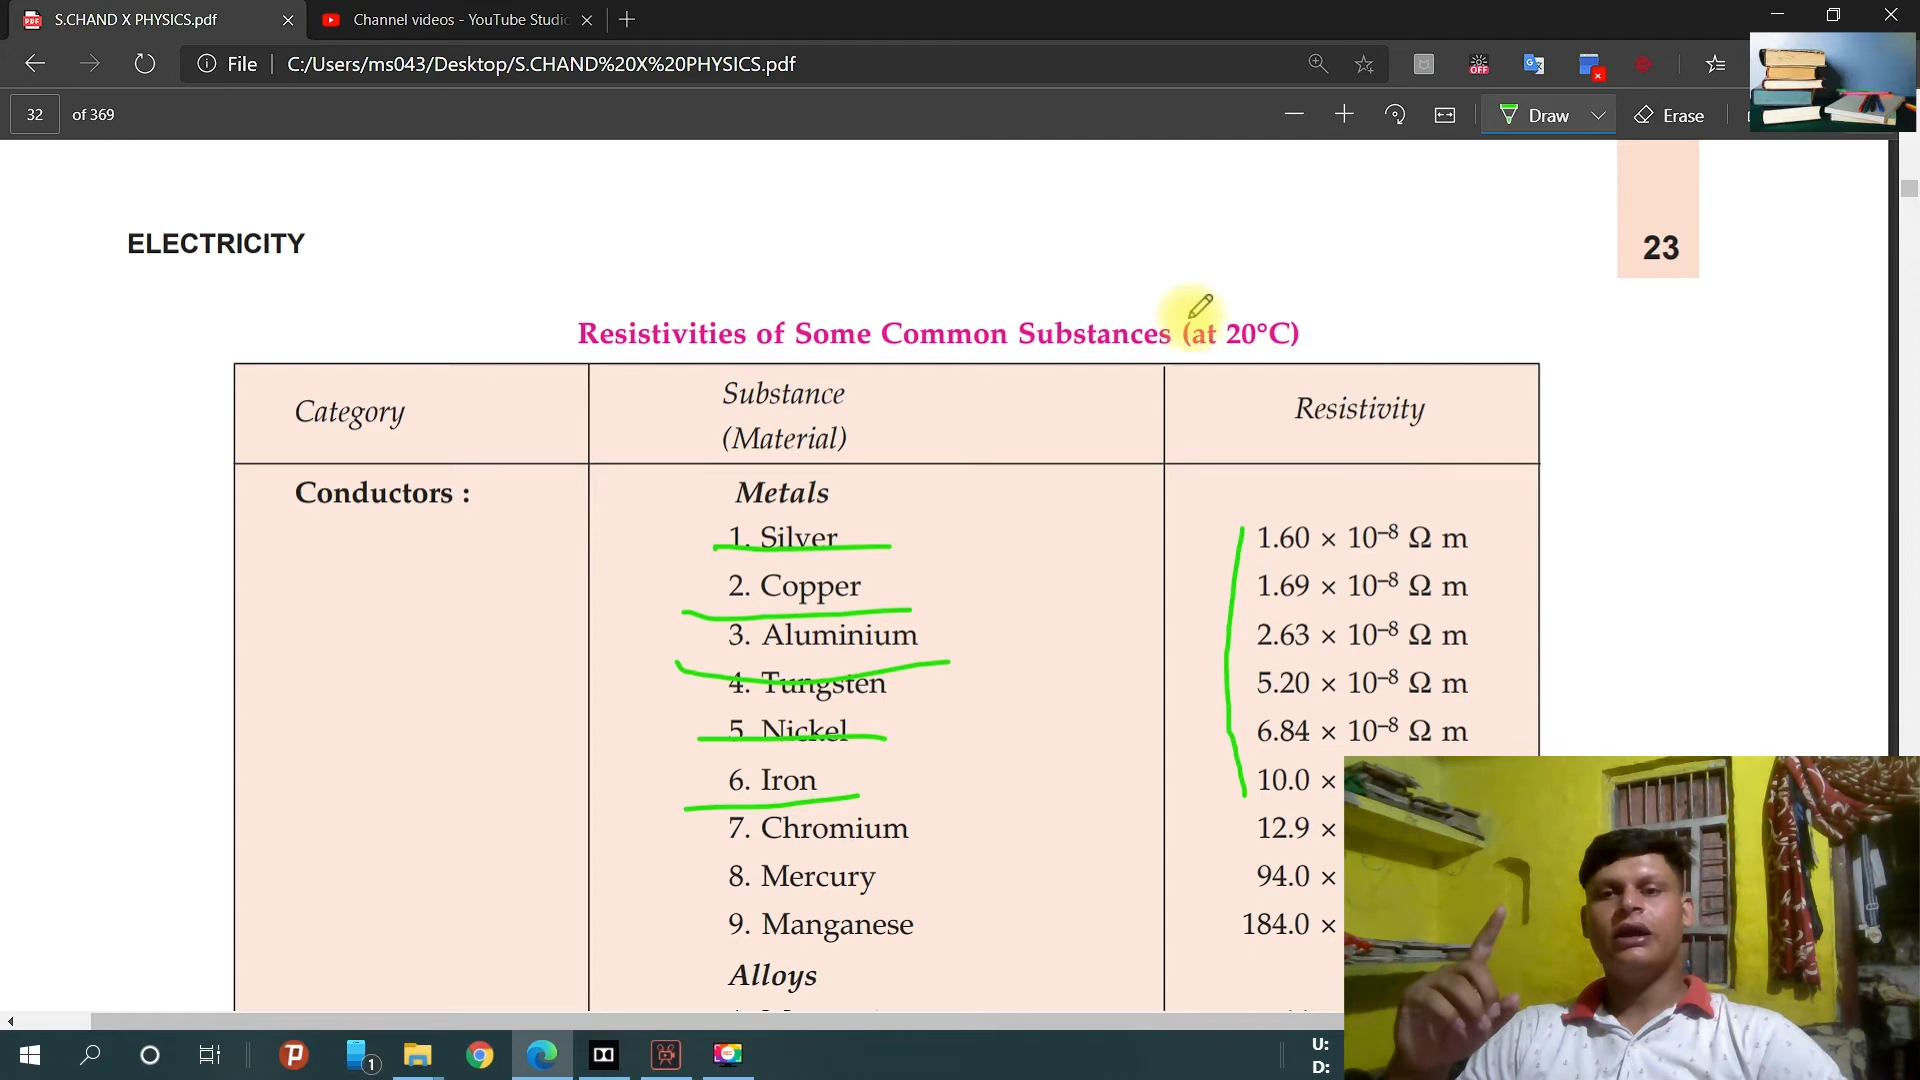 S.CHAND X PHYSICS.pdf
Channel videos - YouTube Studio
File
C:/Users/ms043/Desktop/S.CHAND%20X%20PHYSICS.pdf
OFF
32 of 369
Draw
Erase
ELECTRICITY
23
Resistivities of Some Common Substances (at 20°C)
Category
Substance
(Material)
Resistivity
Conductors :
Metals
1. Silver 1.60 × 10⁻⁸ Ω m
2. Copper 1.69 × 10⁻⁸ Ω m
3. Aluminium 2.63 × 10⁻⁸ Ω m
4. Tungsten 5.20 × 10⁻⁸ Ω m
5. Nickel 6.84 × 10⁻⁸ Ω m
6. Iron 10.0 ×
7. Chromium 12.9 ×
8. Mercury 94.0 ×
9. Manganese 184.0 ×
Alloys
1
U:
D: